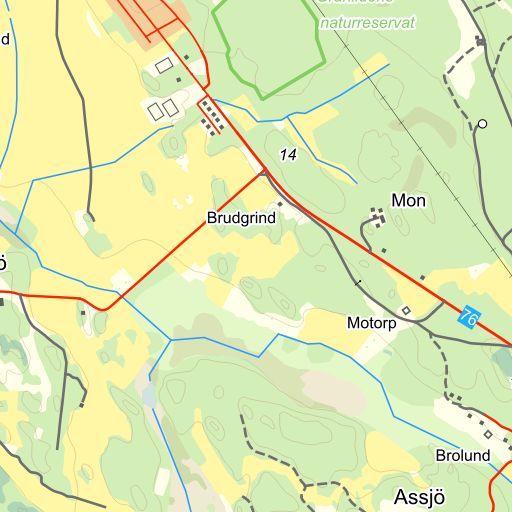 naturreservat
d
14
Mon
Brudgrind
ö
76
Motorp
Brolund
Assjö